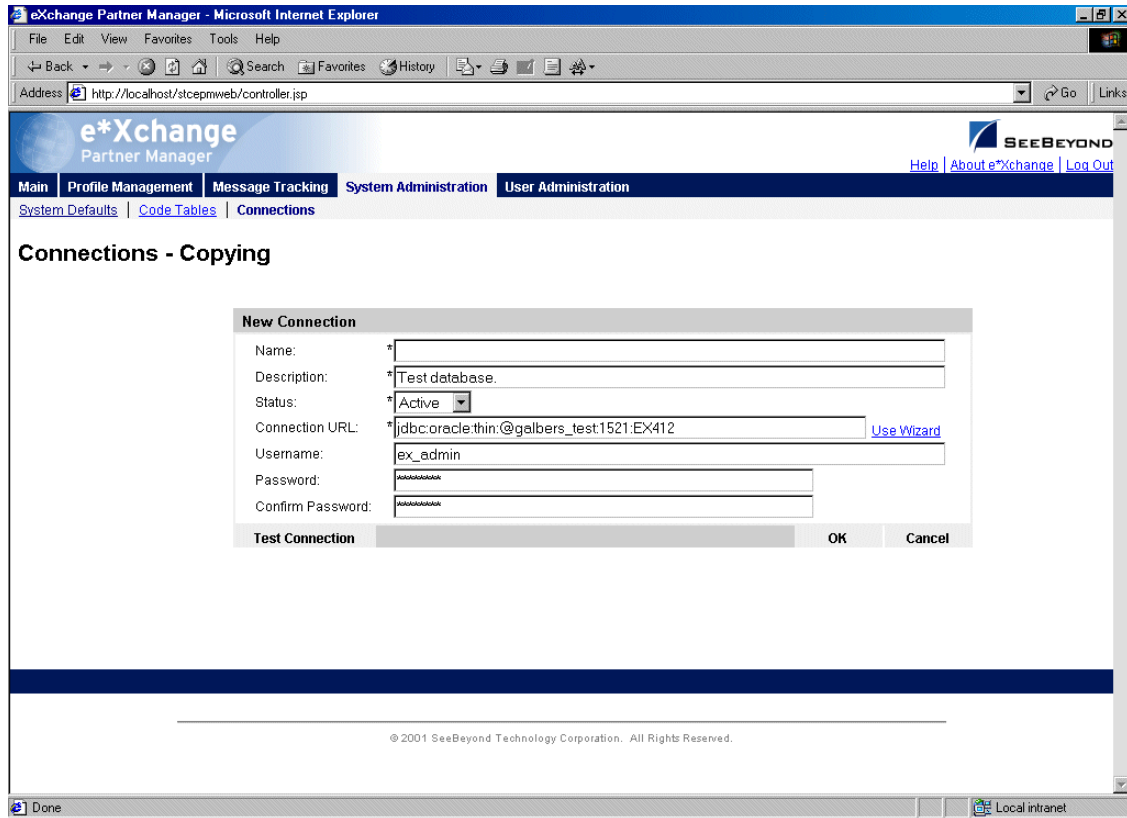 eXchange Partner Manager - Microsoft Internet Explorer
File Edit View Favorites Tools Help
Back Search Favorites History
Address http://localhost/stcepmweb/controller.jsp Go Links
e*Xchange
Partner Manager
SEEBEYOND
Help | About e*Xchange | Log Out
Main Profile Management Message Tracking System Administration User Administration
System Defaults | Code Tables | Connections
Connections - Copying
New Connection
Name: *
Description: * Test database.
Status: * Active
Connection URL: * jdbc:oracle:thin:@galbers_test:1521:EX412 Use Wizard
Username: ex_admin
Password: *********
Confirm Password: *********
Test Connection OK Cancel
© 2001 SeeBeyond Technology Corporation. All Rights Reserved.
Done Local intranet